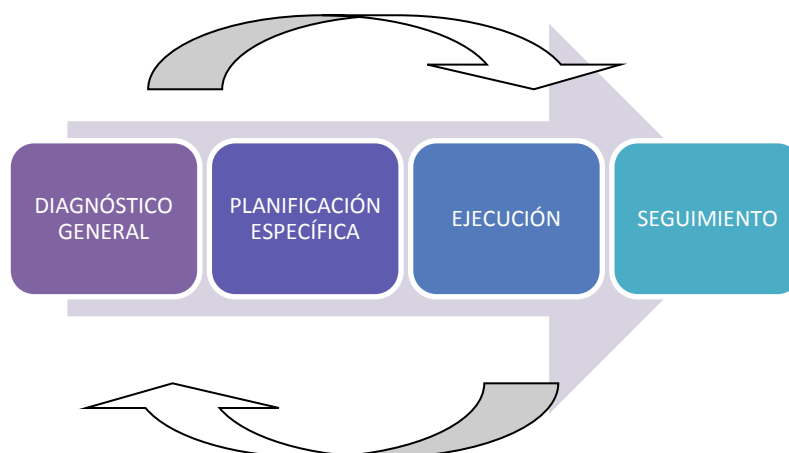 DIAGNÓSTICO
GENERAL
PLANIFICACIÓN
ESPECÍFICA
EJECUCIÓN
SEGUIMIENTO